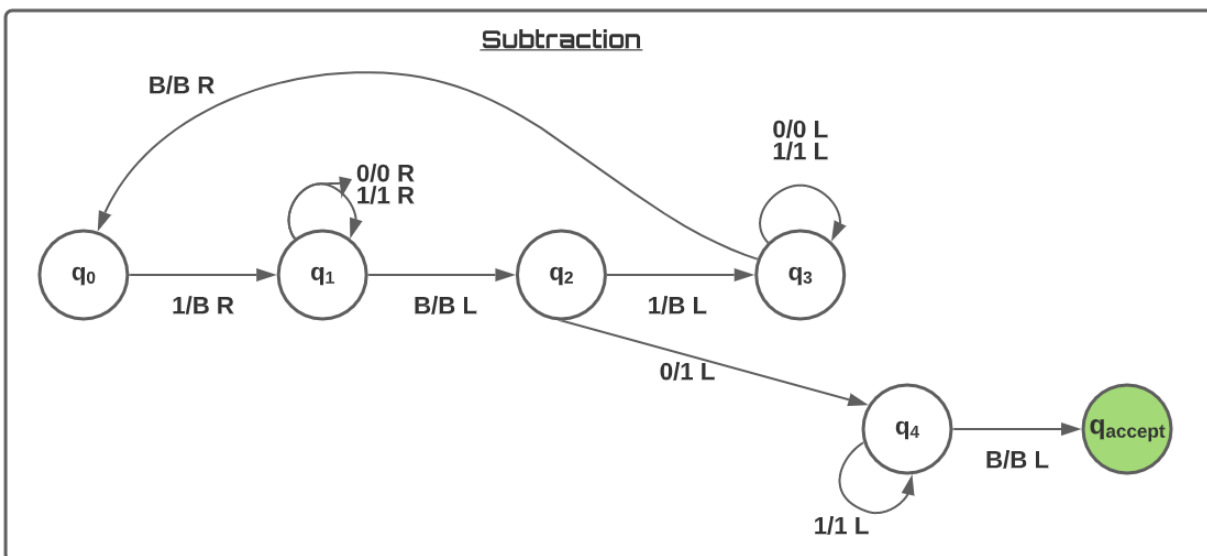 Subtraction
B/B R
0/0 L
1/1 L
0/0 R
1/1 R
q₀
q₁
q₂
q₃
1/B R
B/B L
1/B L
0/1 L
q₄
qaccept
B/B L
1/1 L